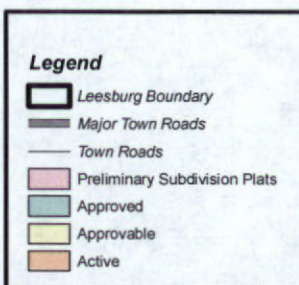 Legend
Leesburg Boundary
Major Town Roads
Town Roads
Preliminary Subdivision Plats
Approved
Approvable
Active